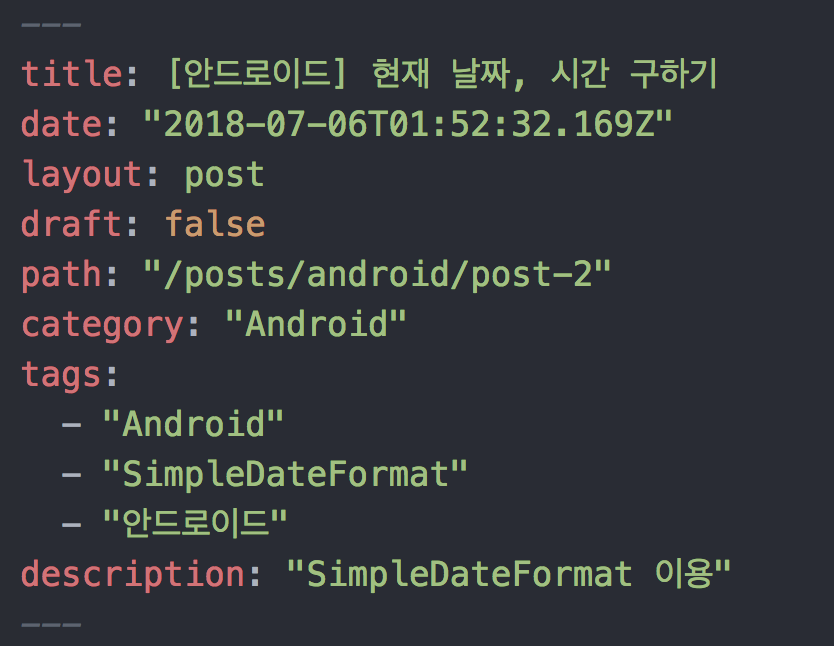 ---
title: [안드로이드] 현재 날짜, 시간 구하기
date: "2018-07-06T01:52:32.169Z"
layout: post
draft: false
path: "/posts/android/post-2"
category: "Android"
tags:
  - "Android"
  - "SimpleDateFormat"
  - "안드로이드"
description: "SimpleDateFormat 이용"
---